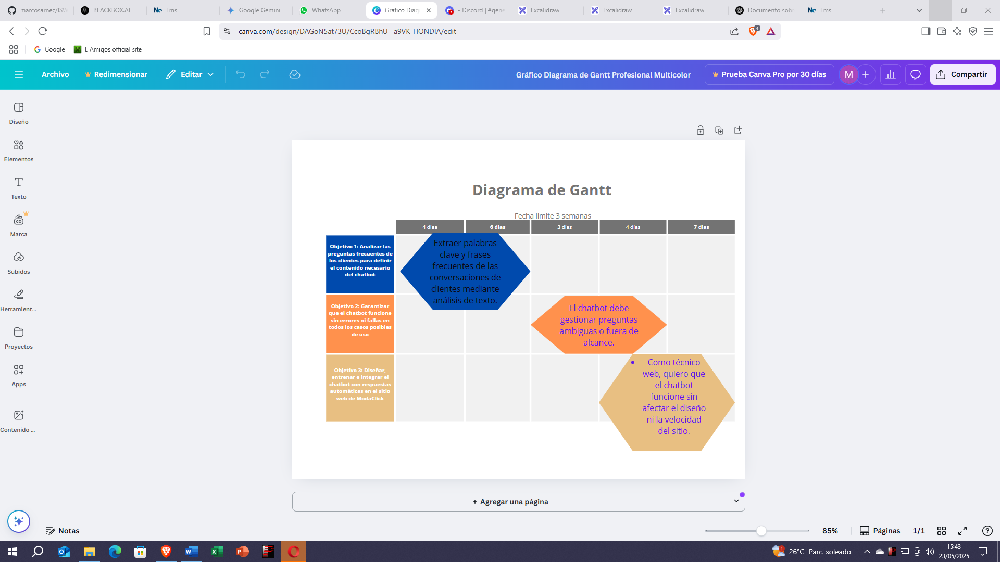 marcosarnez/ISW
BLACKBOX.AI
Lms
Google Gemini
WhatsApp
Gráfico Diag
• Discord | #gene
Excalidraw
Excalidraw
Excalidraw
Documento sob
Lms
canva.com/design/DAGoN5at73U/CcoBgRBhU--a9VK-HONDIA/edit
4
Google
ElAmigos official site
Archivo
Redimensionar
Editar
Gráfico Diagrama de Gantt Profesional Multicolor
Prueba Canva Pro por 30 días
M
Compartir
Diseño
Elementos
Texto
Marca
Subidos
Herramient...
Proyectos
Apps
Contenido ...
Diagrama de Gantt
Fecha limite 3 semanas
4 diaa
6 dias
3 dias
4 dias
7 dias
Objetivo 1: Analizar las
preguntas frecuentes de
los clientes para definir
el contenido necesario
del chatbot
Extraer palabras
clave y frases
frecuentes de las
conversaciones de
clientes mediante
análisis de texto.
Objetivo 2: Garantizar
que el chatbot funcione
sin errores ni fallas en
todos los casos posibles
de uso
El chatbot debe
gestionar preguntas
ambiguas o fuera de
alcance.
Objetivo 3: Diseñar,
entrenar e integrar el
chatbot con respuestas
automáticas en el sitio
web de ModaClick
• Como técnico
web, quiero que
el chatbot
funcione sin
afectar el diseño
ni la velocidad
del sitio.
+ Agregar una página
Notas
85%
Páginas
1/1
1
26°C Parc. soleado
15:43
23/05/2025